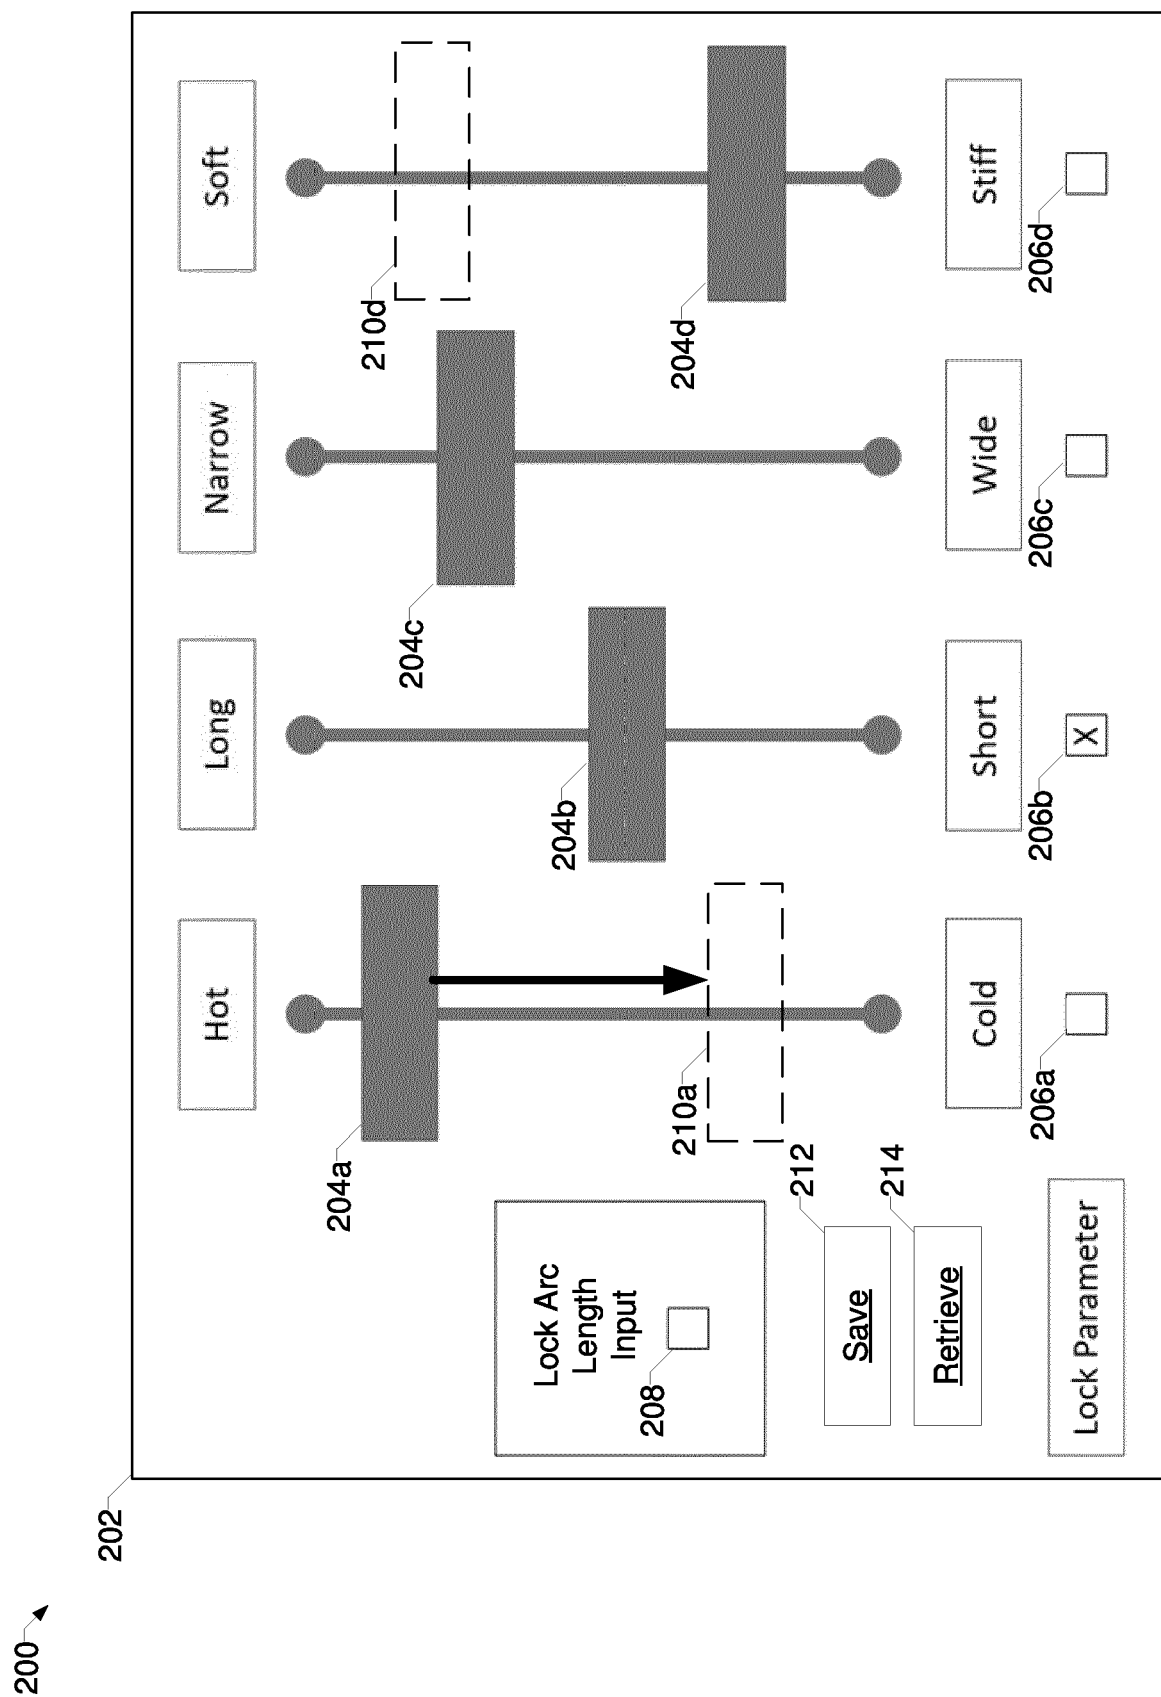 200
202
Hot
Long
Narrow
Soft
204a
204b
204c
204d
210a
210d
Lock Arc
Length
Input
208
Save
212
Retrieve
214
Cold
Short
Wide
Stiff
Lock Parameter
206a
206b
X
206c
206d